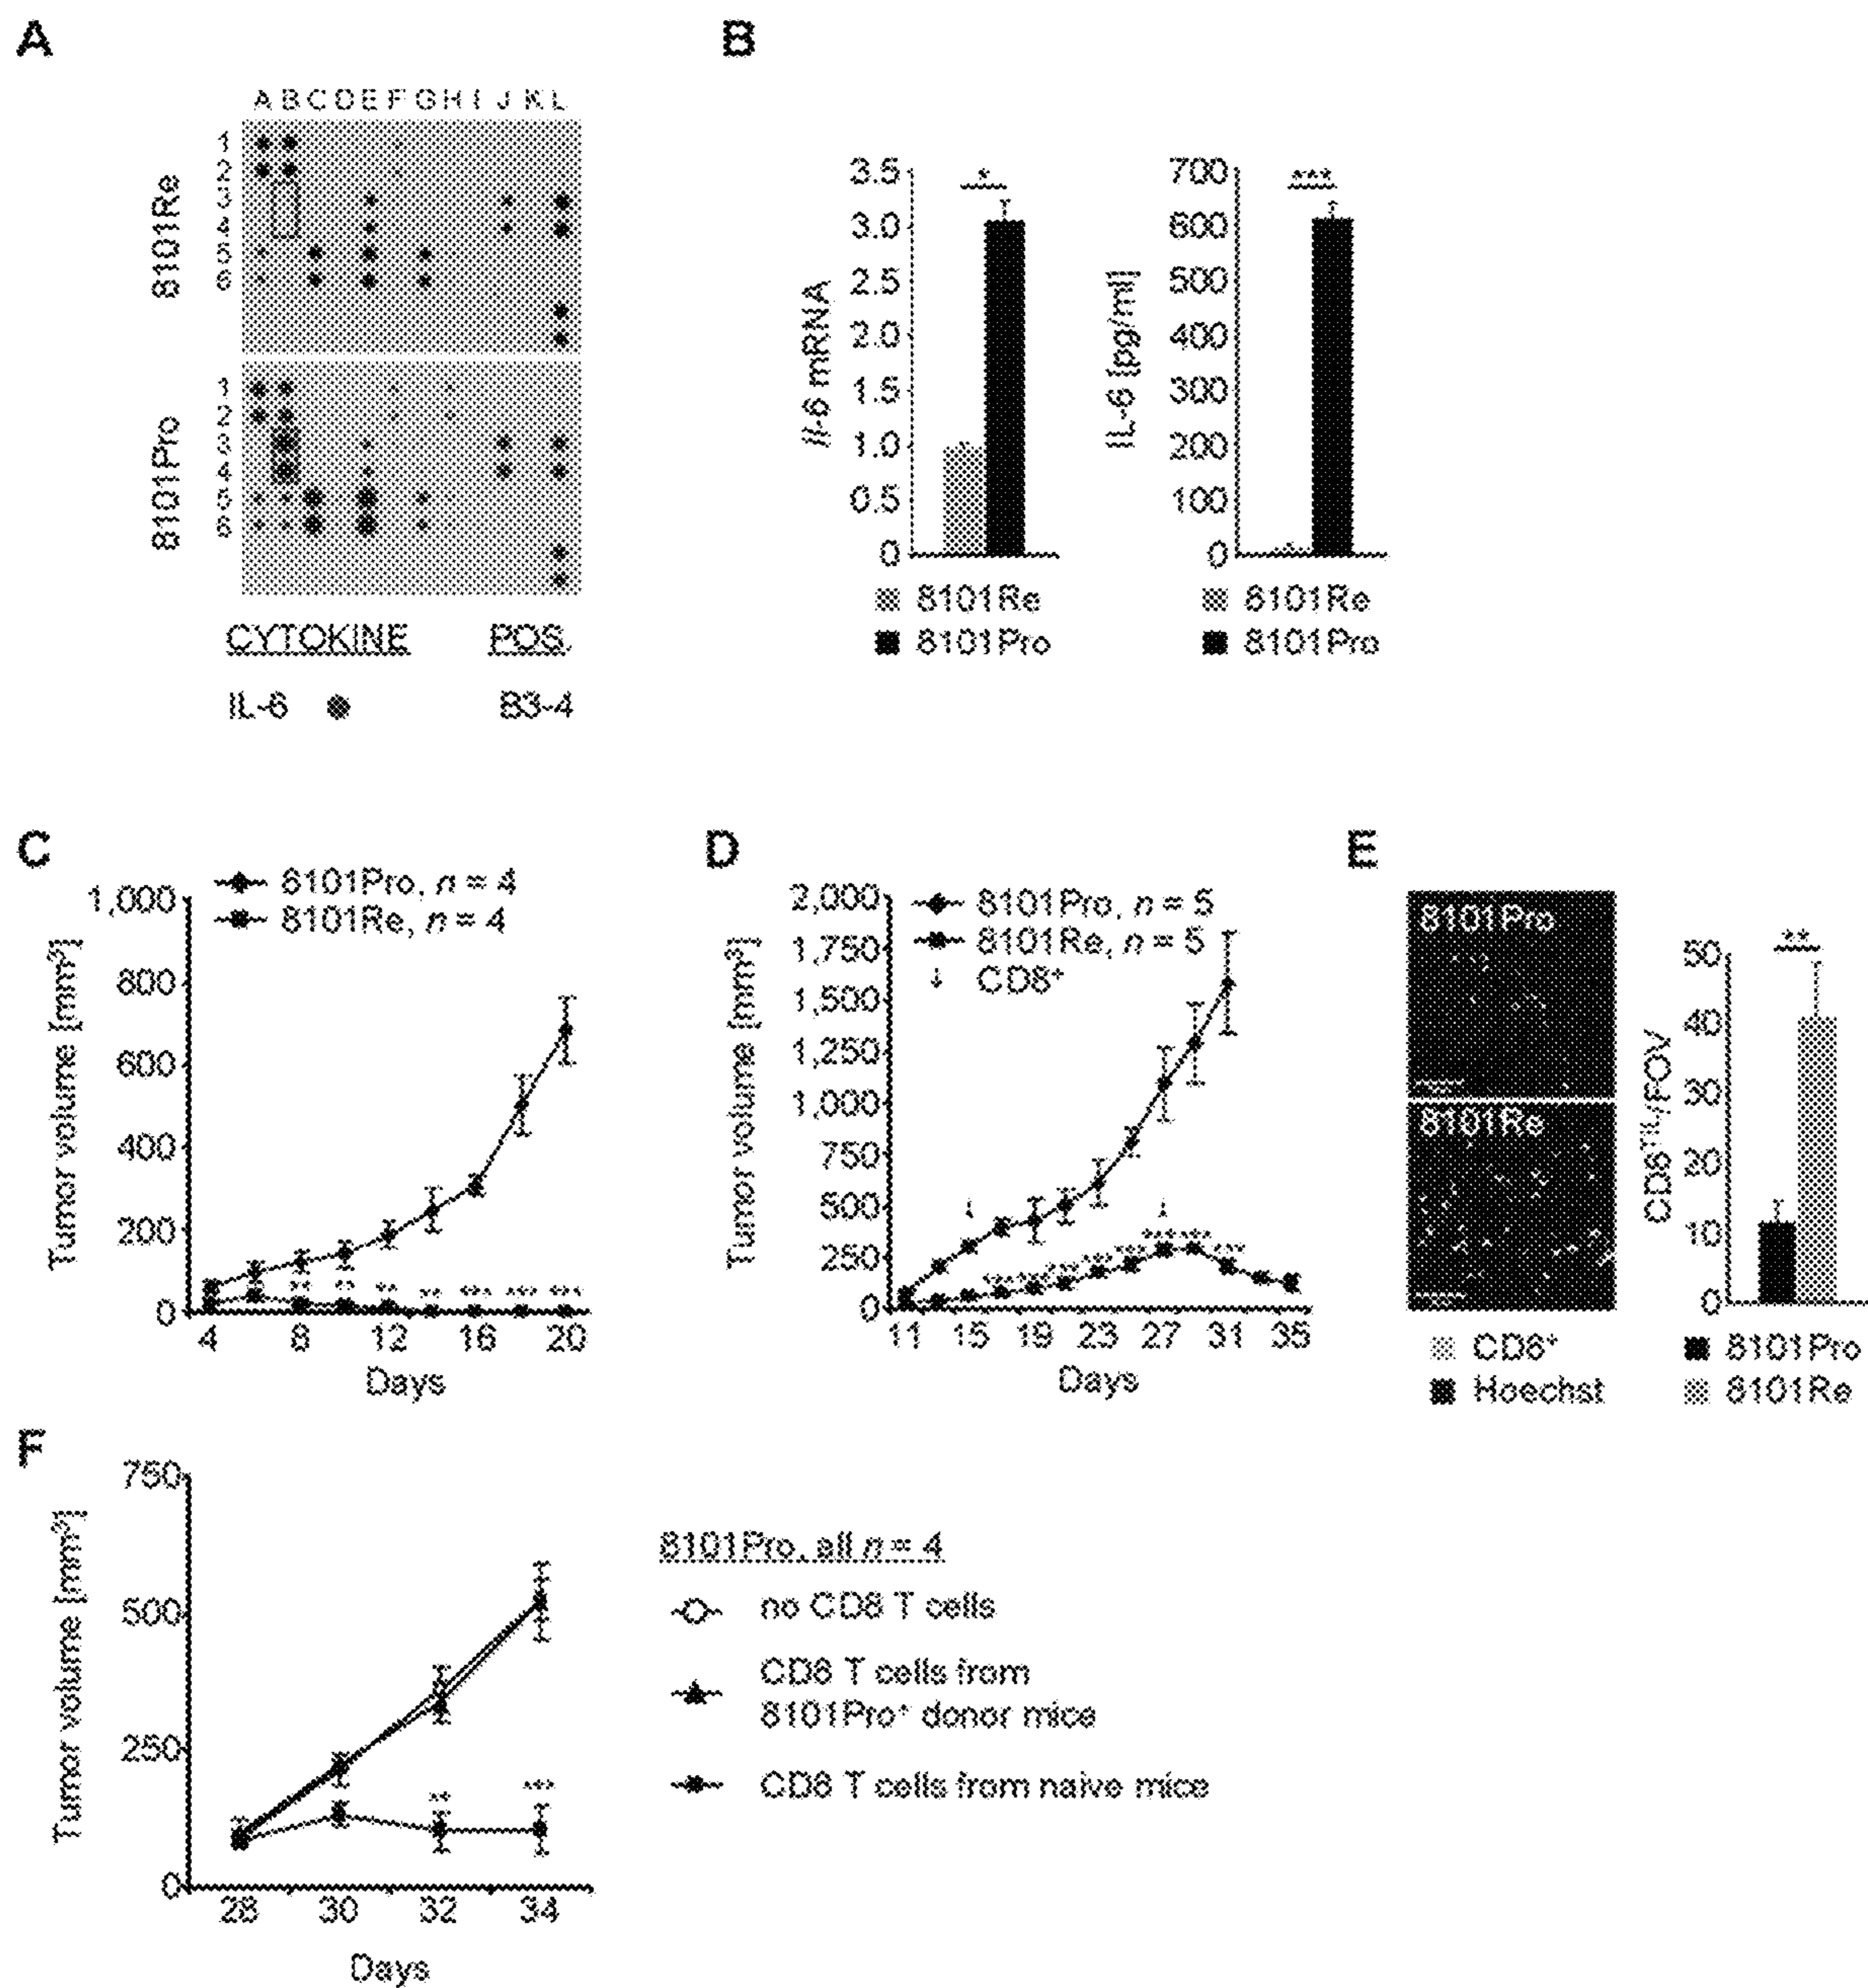 A
A B C D E F G H I J K L
8101Re
1
2
3
4
5
6
8101Pro
1
2
3
4
5
6
CYTOKINE POS.
IL-6 B3-4
B
Il-6 mRNA
3.5
3.0
2.5
2.0
1.5
1.0
0.5
0
*
8101Re
8101Pro
IL-6 [pg/ml]
700
600
500
400
300
200
100
0
***
8101Re
8101Pro
C
8101Pro, n = 4
8101Re, n = 4
Tumor volume [mm³]
1,000
800
600
400
200
0
4 8 12 16 20
Days
D
8101Pro, n = 5
8101Re, n = 5
↓ CD8⁺
Tumor volume [mm³]
2,000
1,750
1,500
1,250
1,000
750
500
250
0
11 15 19 23 27 31 35
Days
E
8101Pro
8101Re
CD8⁺
Hoechst
CD8ᵀᴵᴸ/FOV
50
40
30
20
10
0
**
8101Pro
8101Re
F
Tumor volume [mm³]
750
500
250
0
**
***
28 30 32 34
Days
8101Pro, all n = 4
no CD8 T cells
CD8 T cells from
8101Pro⁺ donor mice
CD8 T cells from naive mice